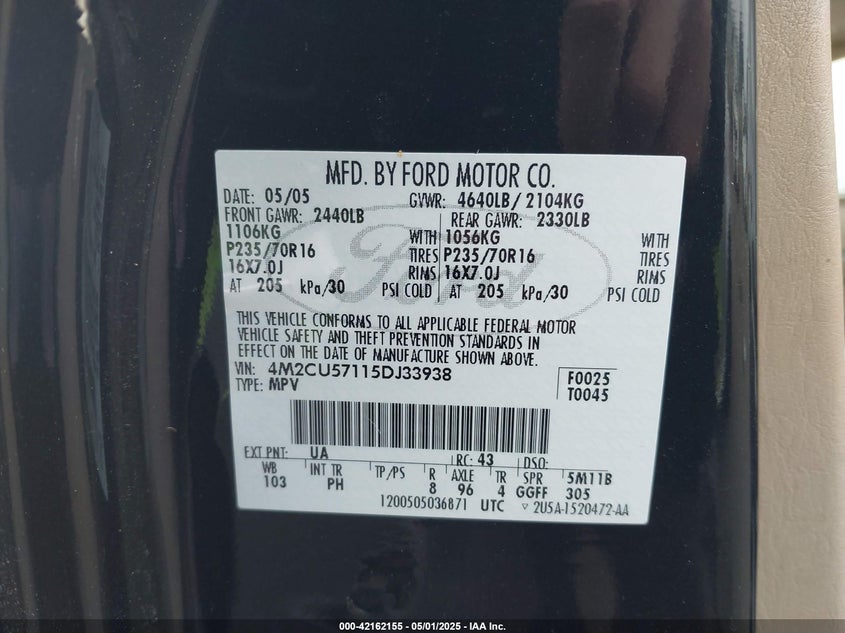 MFD. BY FORD MOTOR CO.
DATE: 05/05 GVWR: 4640LB/ 2104KG
FRONT GAWR: 2440LB REAR GAWR: 2330LB
1106KG WITH 1056KG WITH
P235/70R16 TIRES P235/70R16 TIRES
16X7.0J RIMS 16X7.0J RIMS
AT 205 kPa/30 PSI COLD AT 205 kPa/30 PSI COLD
THIS VEHICLE CONFORMS TO ALL APPLICABLE FEDERAL MOTOR
VEHICLE SAFETY AND THEFT PREVENTION STANDARDS IN
EFFECT ON THE DATE OF MANUFACTURE SHOWN ABOVE.
VIN: 4M2CU57115DJ33938 F0025
TYPE: MPV T0045
EXT PNT: UA RC: 43 DSO:
WB INT TR TP/PS R AXLE TR SPR 5M11B
103 PH 8 96 4 GGFF 305
1200505036871 UTC ▽ 2U5A-1520472-AA
Ford
000-42162155 - 05/01/2025 - IAA Inc.